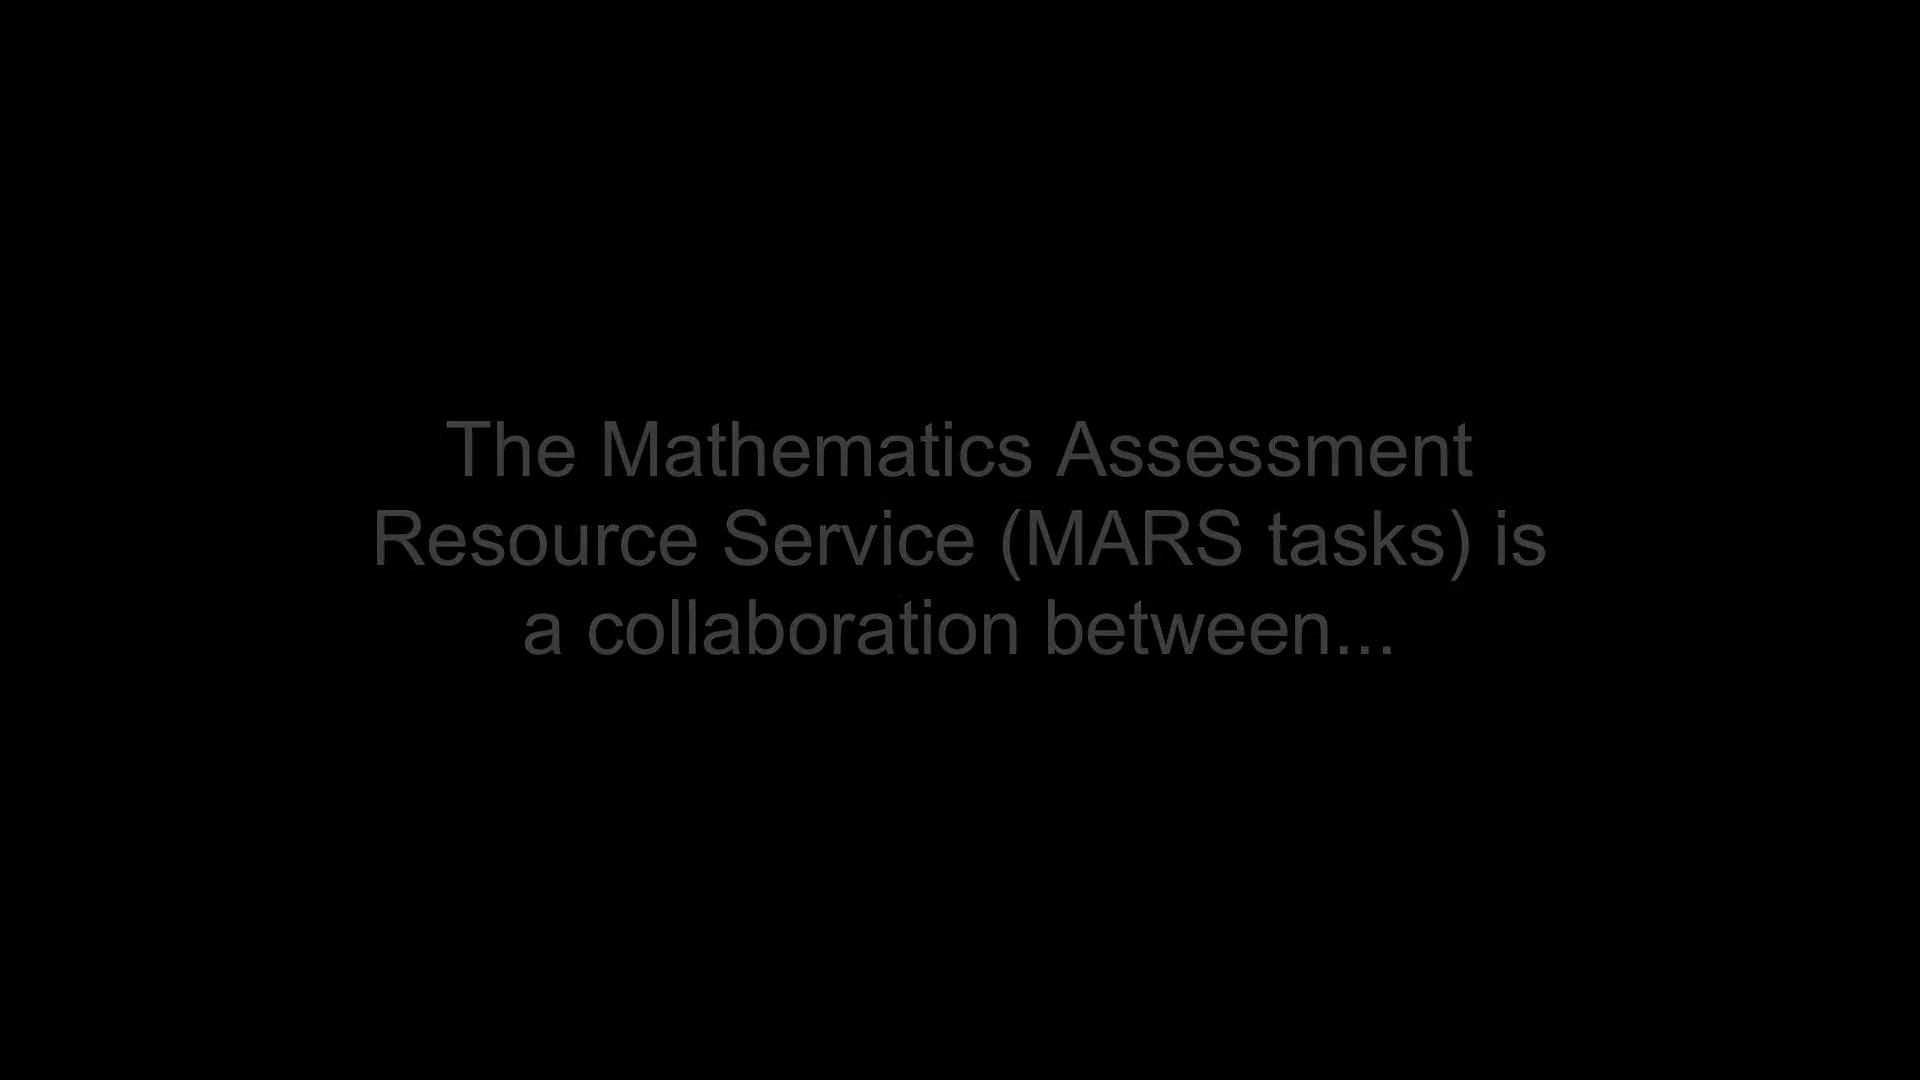 The Mathematics Assessment
Resource Service (MARS tasks) is
a collaboration between...